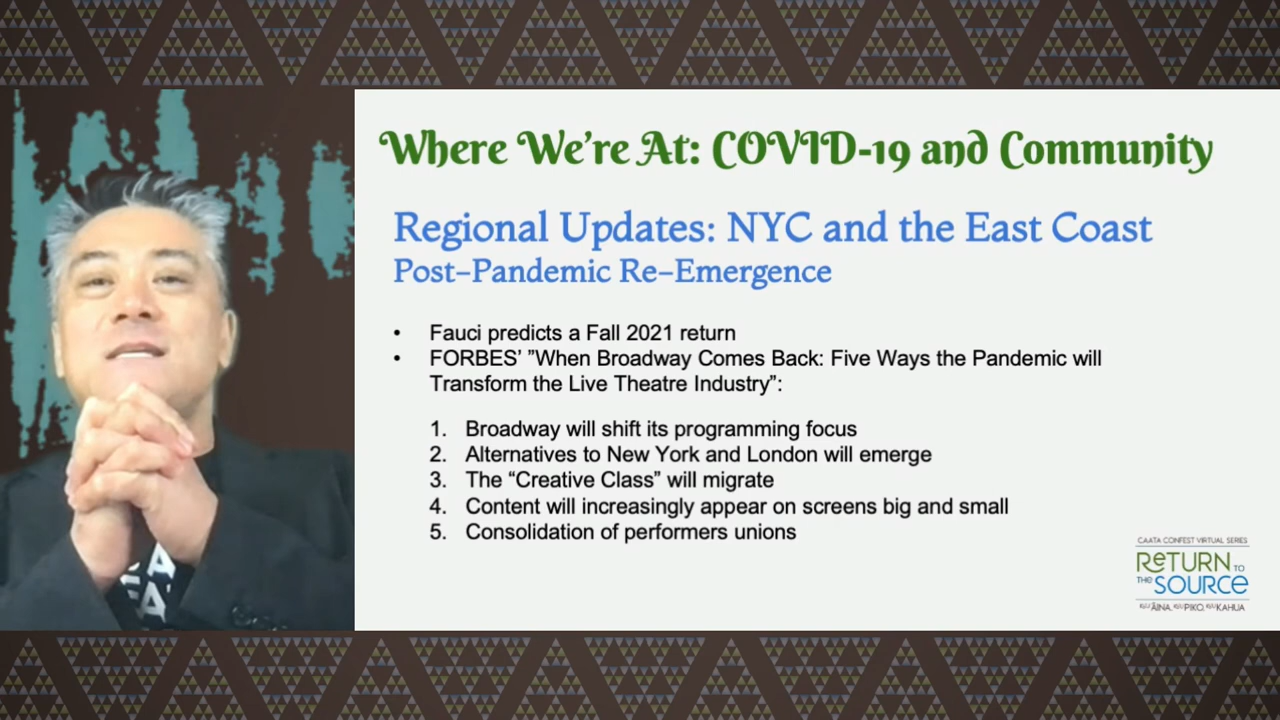 Where We're At: COVID-19 and Community
Regional Updates: NYC and the East Coast
Post-Pandemic Re-Emergence
• Fauci predicts a Fall 2021 return
• FORBES' "When Broadway Comes Back: Five Ways the Pandemic will
Transform the Live Theatre Industry":
1. Broadway will shift its programming focus
2. Alternatives to New York and London will emerge
3. The "Creative Class" will migrate
4. Content will increasingly appear on screens big and small
5. Consolidation of performers unions
CAATA CONFEST VIRTUAL SERIES
RETURN TO
THE SOURCE
ĀINA, PIKO, KAHUA